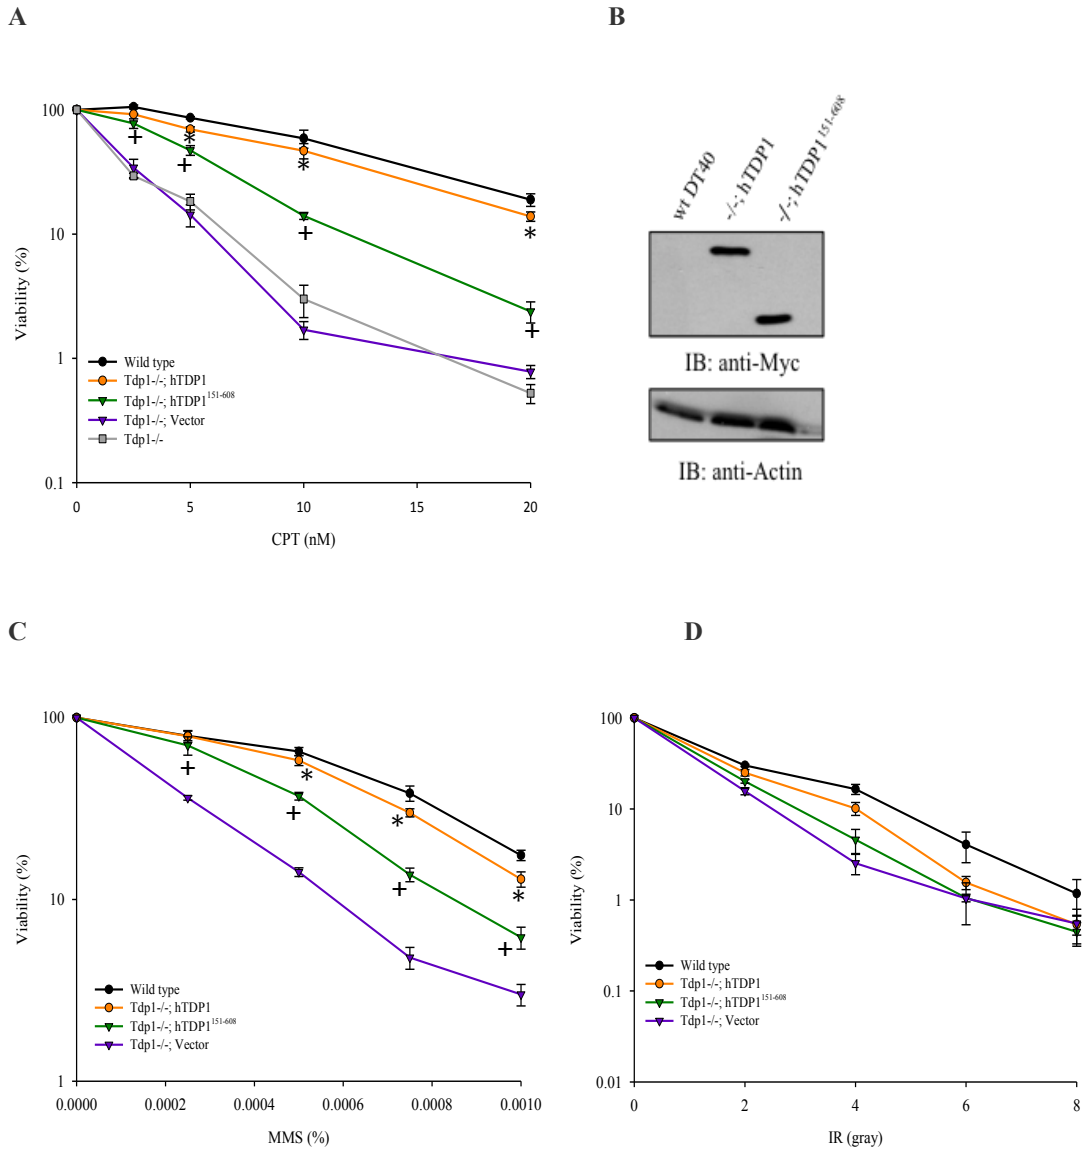 A
B
100
10
1
0.1
Viability (%)
*
*
*
+
+
+
+
Wild type
Tdp1-/-; hTDP1
Tdp1-/-; hTDP1151-608
Tdp1-/-; Vector
Tdp1-/-
0 5 10 15 20
CPT (nM)
wt DT40
-/-; hTDP1
-/-; hTDP1151-608
IB: anti-Myc
IB: anti-Actin
C
D
100
10
1
Viability (%)
*
*
*
+
+
+
+
Wild type
Tdp1-/-; hTDP1
Tdp1-/-; hTDP1151-608
Tdp1-/-; Vector
0.0000 0.0002 0.0004 0.0006 0.0008 0.0010
MMS (%)
100
10
1
0.1
0.01
Viability (%)
Wild type
Tdp1-/-; hTDP1
Tdp1-/-; hTDP1151-608
Tdp1-/-; Vector
0 2 4 6 8
IR (gray)